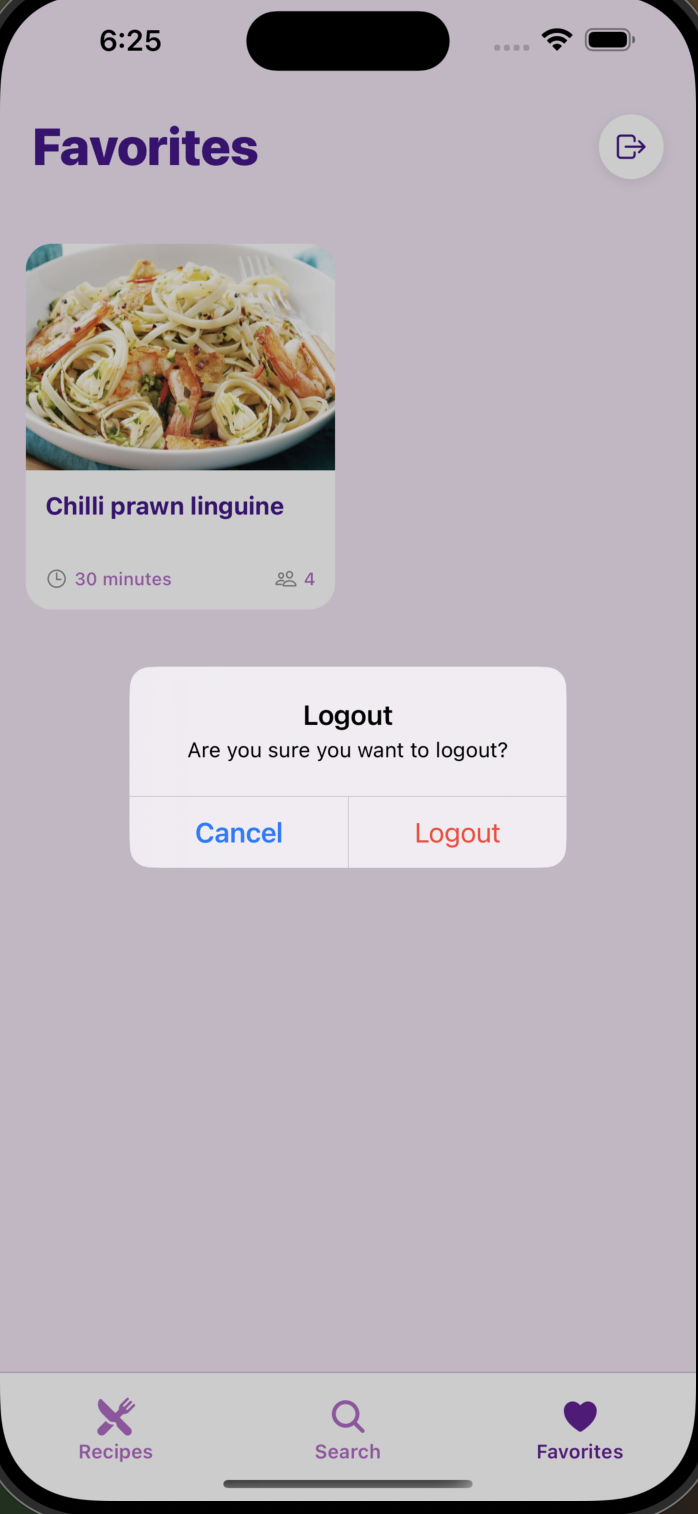 6:25
Favorites
Chilli prawn linguine
30 minutes 4
Logout
Are you sure you want to logout?
Cancel Logout
Recipes Search Favorites